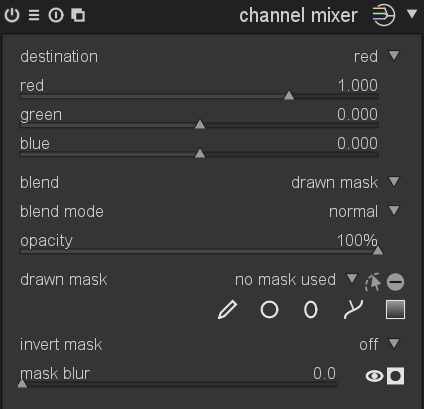 channel mixer
destination red
red 1.000
green 0.000
blue 0.000
blend drawn mask
blend mode normal
opacity 100%
drawn mask no mask used
invert mask off
mask blur 0.0